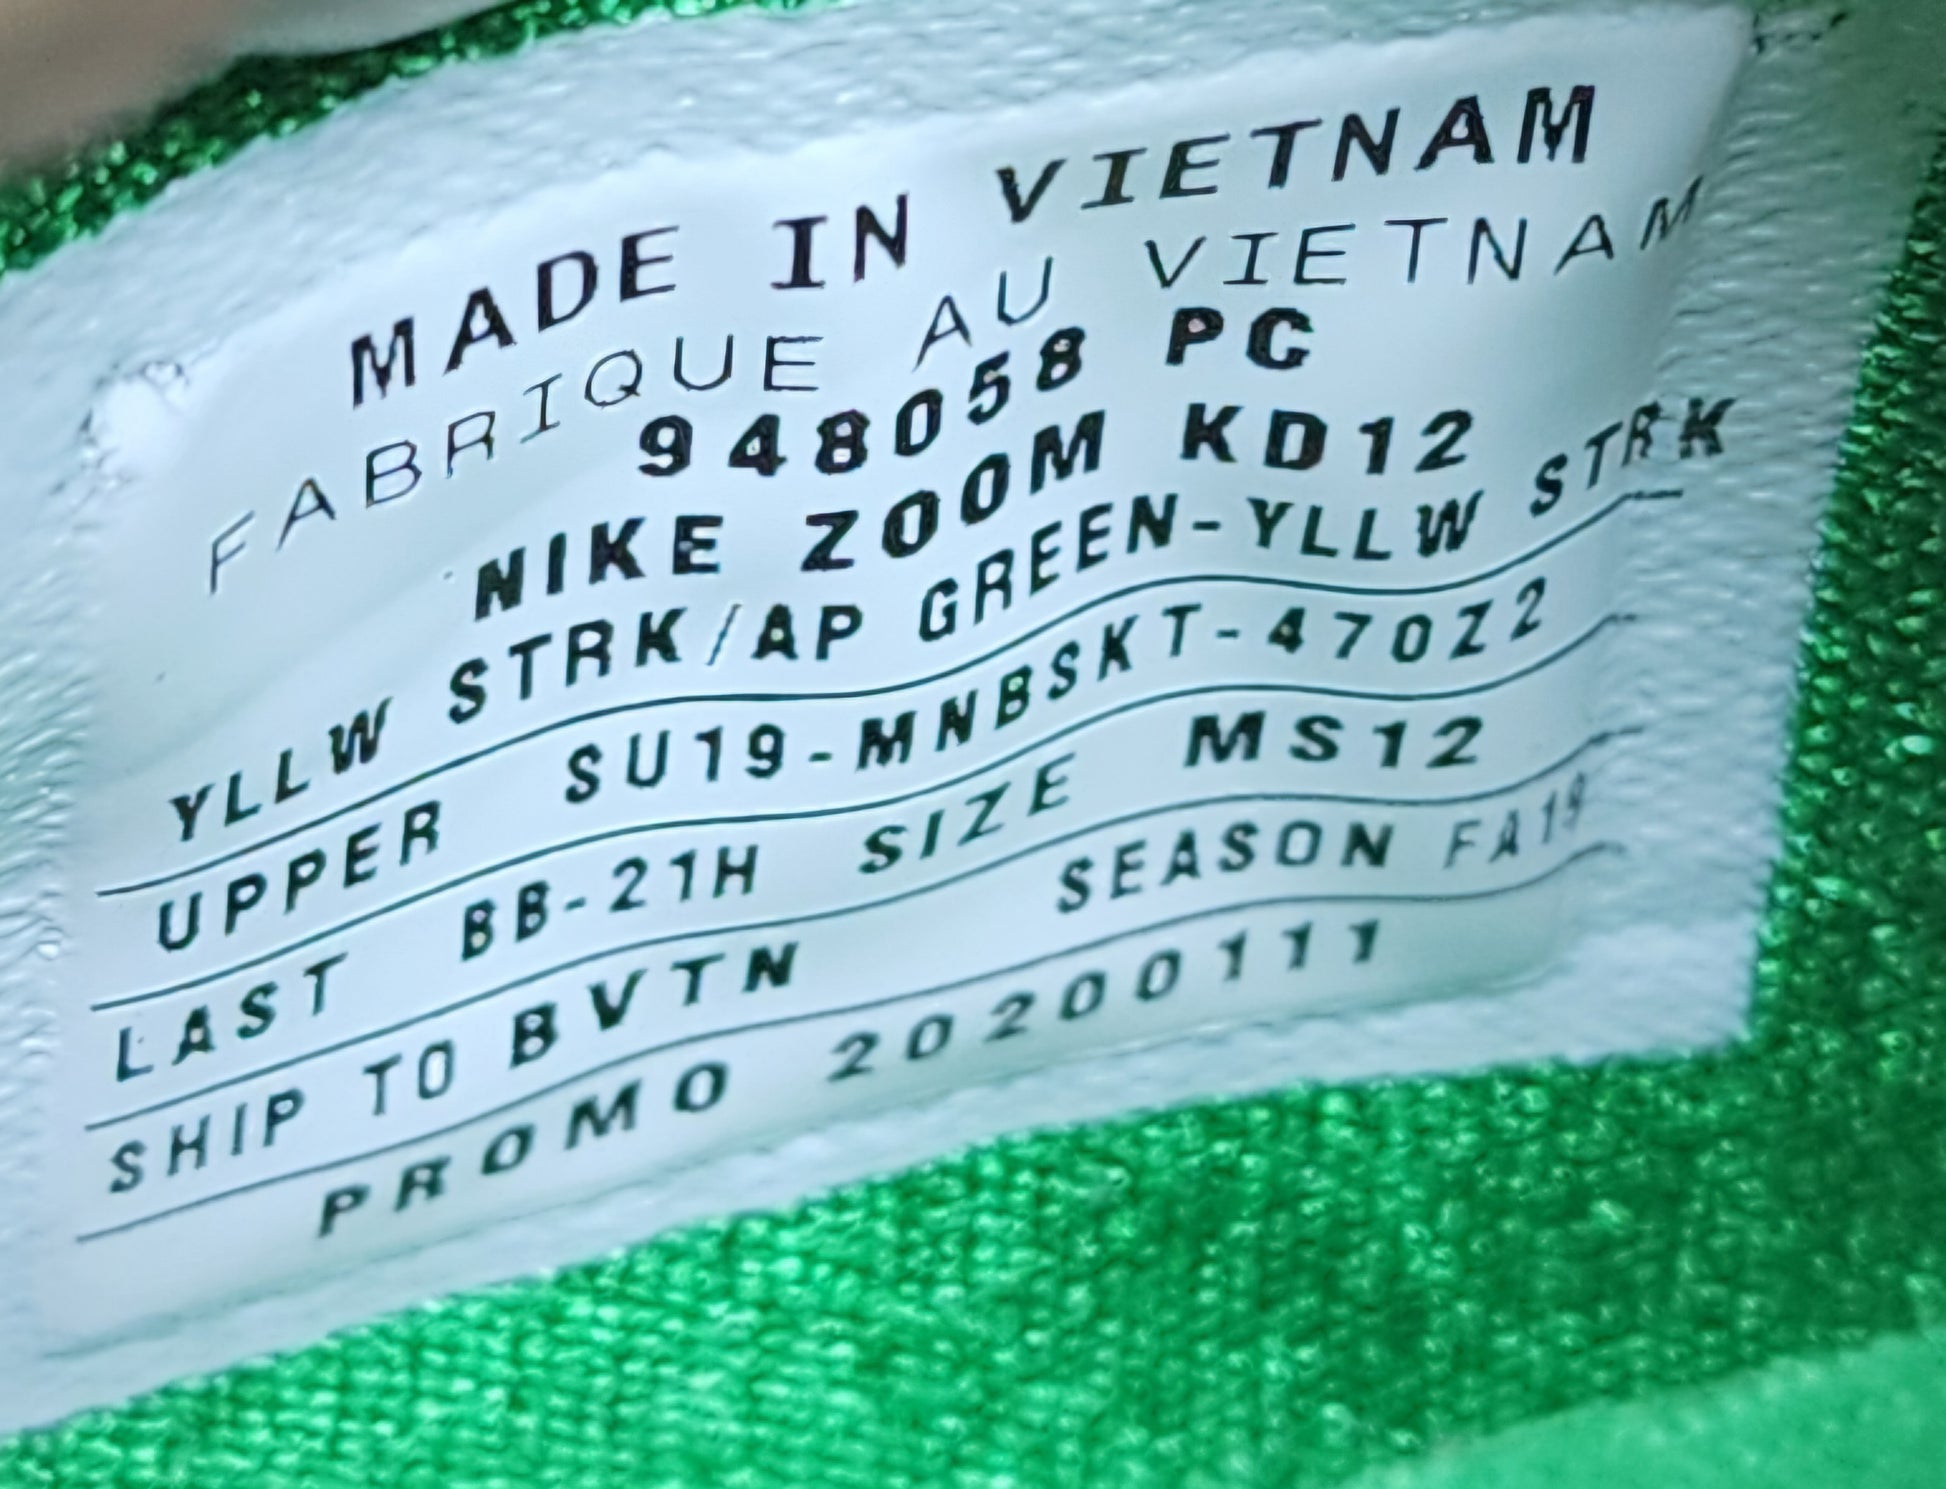 MADE IN VIETNAM
FABRIQUE AU VIETNAM
948058 PC
NIKE ZOOM KD12
YLLW STRK/AP GREEN-YLLW STRK
UPPER SU19-MNBSKT-470Z2
LAST BB-21H SIZE MS12
SHIP TO BVTN SEASON FA19
PROMO 20200111